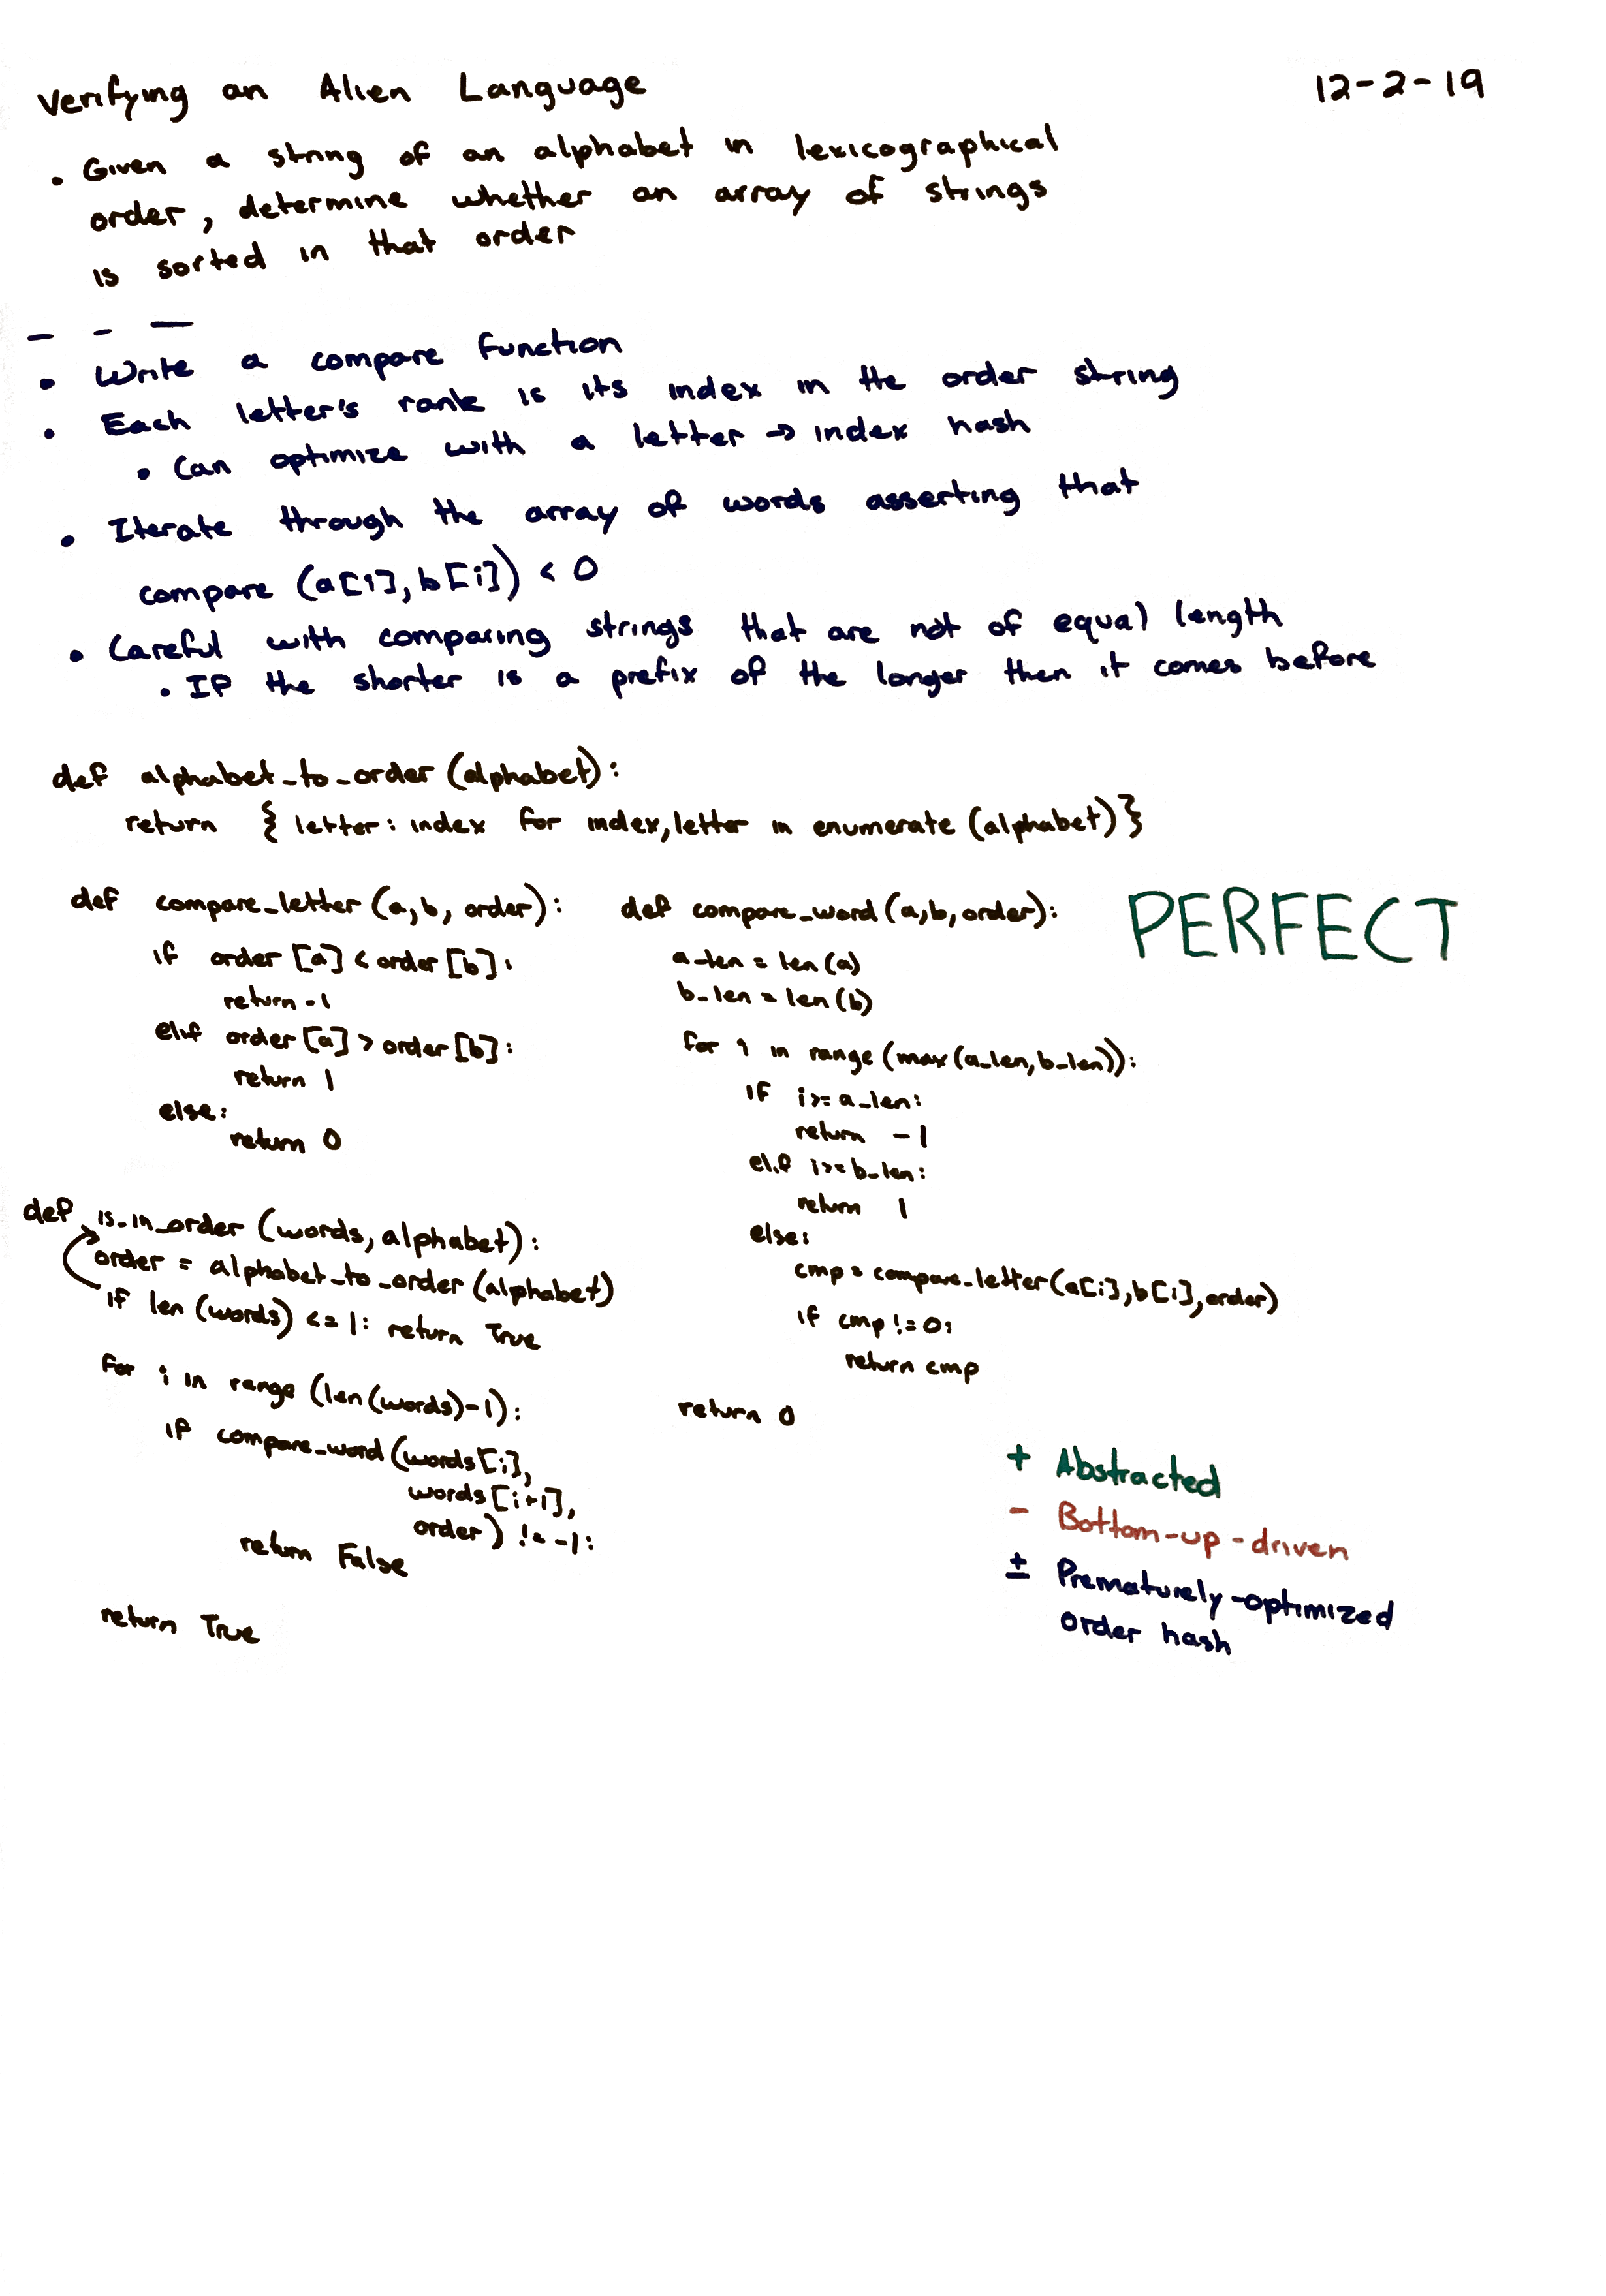 Verifying an Alien Language
12-2-19
• Given a string of an alphabet in lexicographical
order, determine whether an array of strings
is sorted in that order
• Write a compare function
• Each letter's rank is its index in the order string
• Can optimize with a letter → index hash
• Iterate through the array of words asserting that
compare (a[i], b[i]) < 0
• Careful with comparing strings that are not of equal length
• If the shorter is a prefix of the longer then it comes before
def alphabet_to_order (alphabet):
return { letter: index for index, letter in enumerate (alphabet) }
def compare_letter (a, b, order):
if order [a] < order [b]:
return -1
elif order [a] > order [b]:
return 1
else:
return 0
def compare_word (a, b, order):
a_len = len (a)
b_len = len (b)
for i in range (max (a_len, b_len)):
if i >= a_len:
return -1
elif i >= b_len:
return 1
else:
cmp = compare_letter (a[i], b[i], order)
if cmp != 0:
return cmp
return 0
PERFECT
def is_in_order (words, alphabet):
order = alphabet_to_order (alphabet)
if len (words) <= 1: return True
for i in range (len (words) - 1):
if compare_word (words [i],
words [i+1],
order) != -1:
return False
return True
+ Abstracted
- Bottom-up-driven
± Prematurely-optimized
order hash